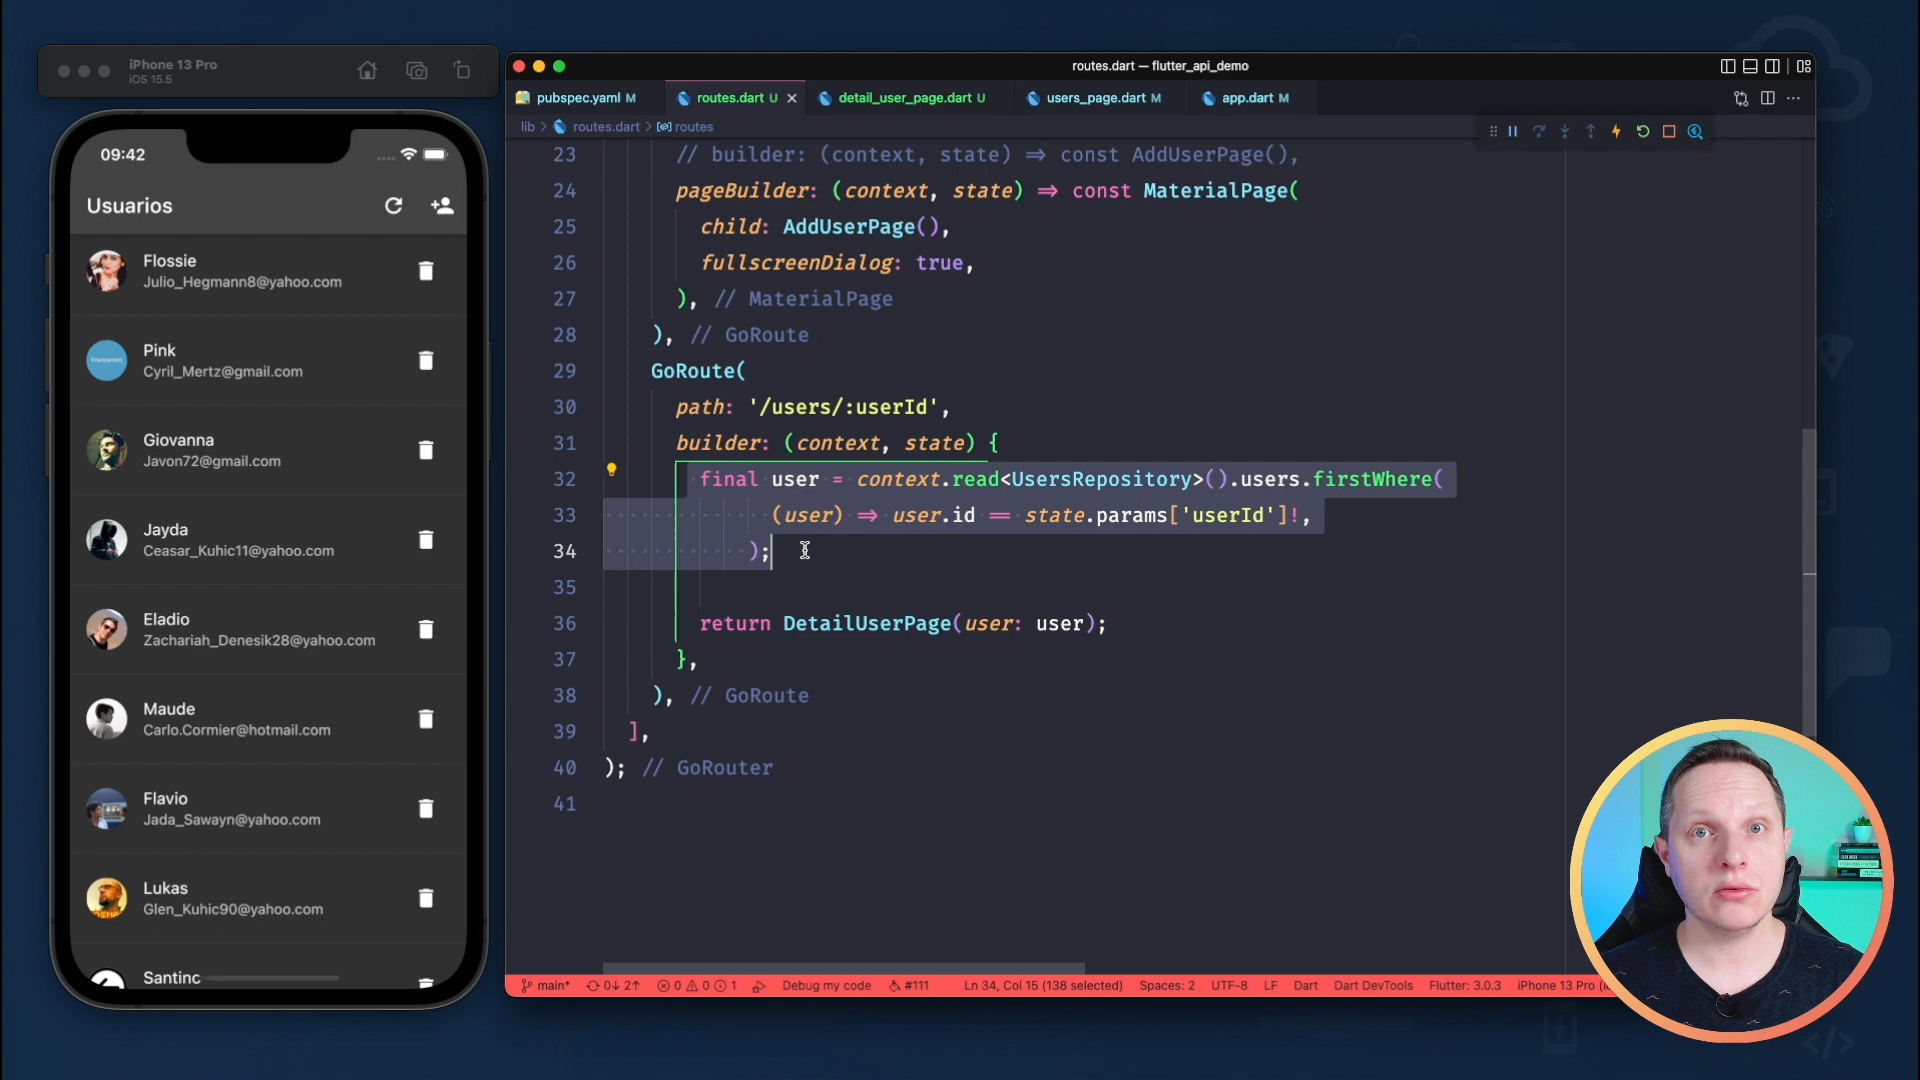 iPhone 13 Pro
iOS 15.5
09:42
Usuarios
Flossie
Julio_Hegmann8@yahoo.com
Pink
Cyril_Mertz@gmail.com
Giovanna
Javon72@gmail.com
Jayda
Ceasar_Kuhic11@yahoo.com
Eladio
Zachariah_Denesik28@yahoo.com
Maude
Carlo.Cormier@hotmail.com
Flavio
Jada_Sawayn@yahoo.com
Lukas
Glen_Kuhic90@yahoo.com
Santinc
routes.dart — flutter_api_demo
pubspec.yaml M
routes.dart U
detail_user_page.dart U
users_page.dart M
app.dart M
lib > routes.dart > routes
23 // builder: (context, state) => const AddUserPage(),
24 pageBuilder: (context, state) => const MaterialPage(
25 child: AddUserPage(),
26 fullscreenDialog: true,
27 ), // MaterialPage
28 ), // GoRoute
29 GoRoute(
30 path: '/users/:userId',
31 builder: (context, state) {
32 final user = context.read<UsersRepository>().users.firstWhere(
33 (user) => user.id == state.params['userId']!,
34 );
35
36 return DetailUserPage(user: user);
37 },
38 ), // GoRoute
39 ],
40 ); // GoRouter
41
main* 0↓ 2↑ 0 0 1 Debug my code #111 Ln 34, Col 15 (138 selected) Spaces: 2 UTF-8 LF Dart Dart DevTools Flutter: 3.0.3 iPhone 13 Pro